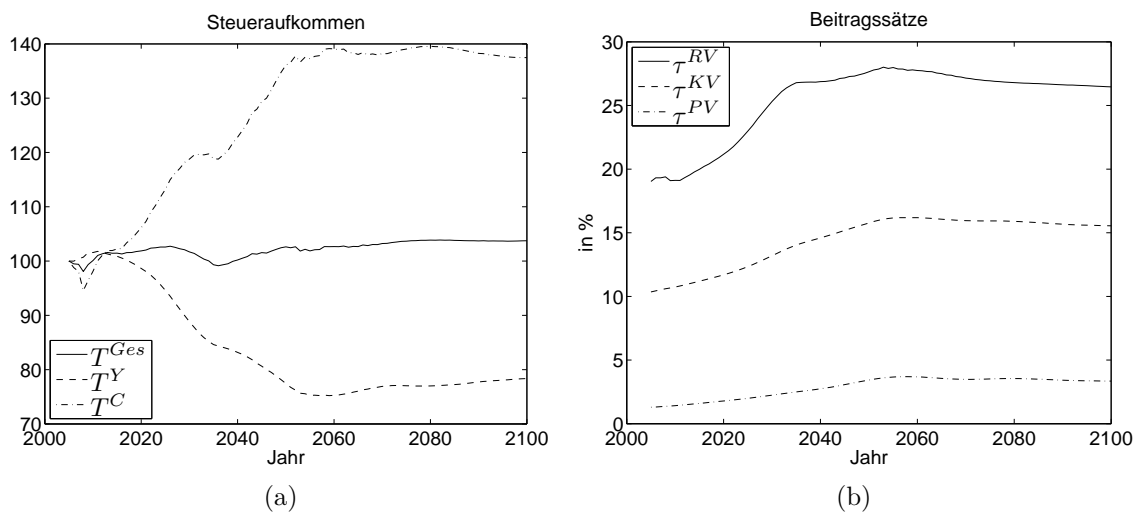 Steueraufkommen
140
130
120
110
100
90
80
70
T^Ges
T^Y
T^C
2000 2020 2040 2060 2080 2100
Jahr
(a)
Beitragssätze
30
25
20
15
10
5
0
in %
τ^RV
τ^KV
τ^PV
2000 2020 2040 2060 2080 2100
Jahr
(b)